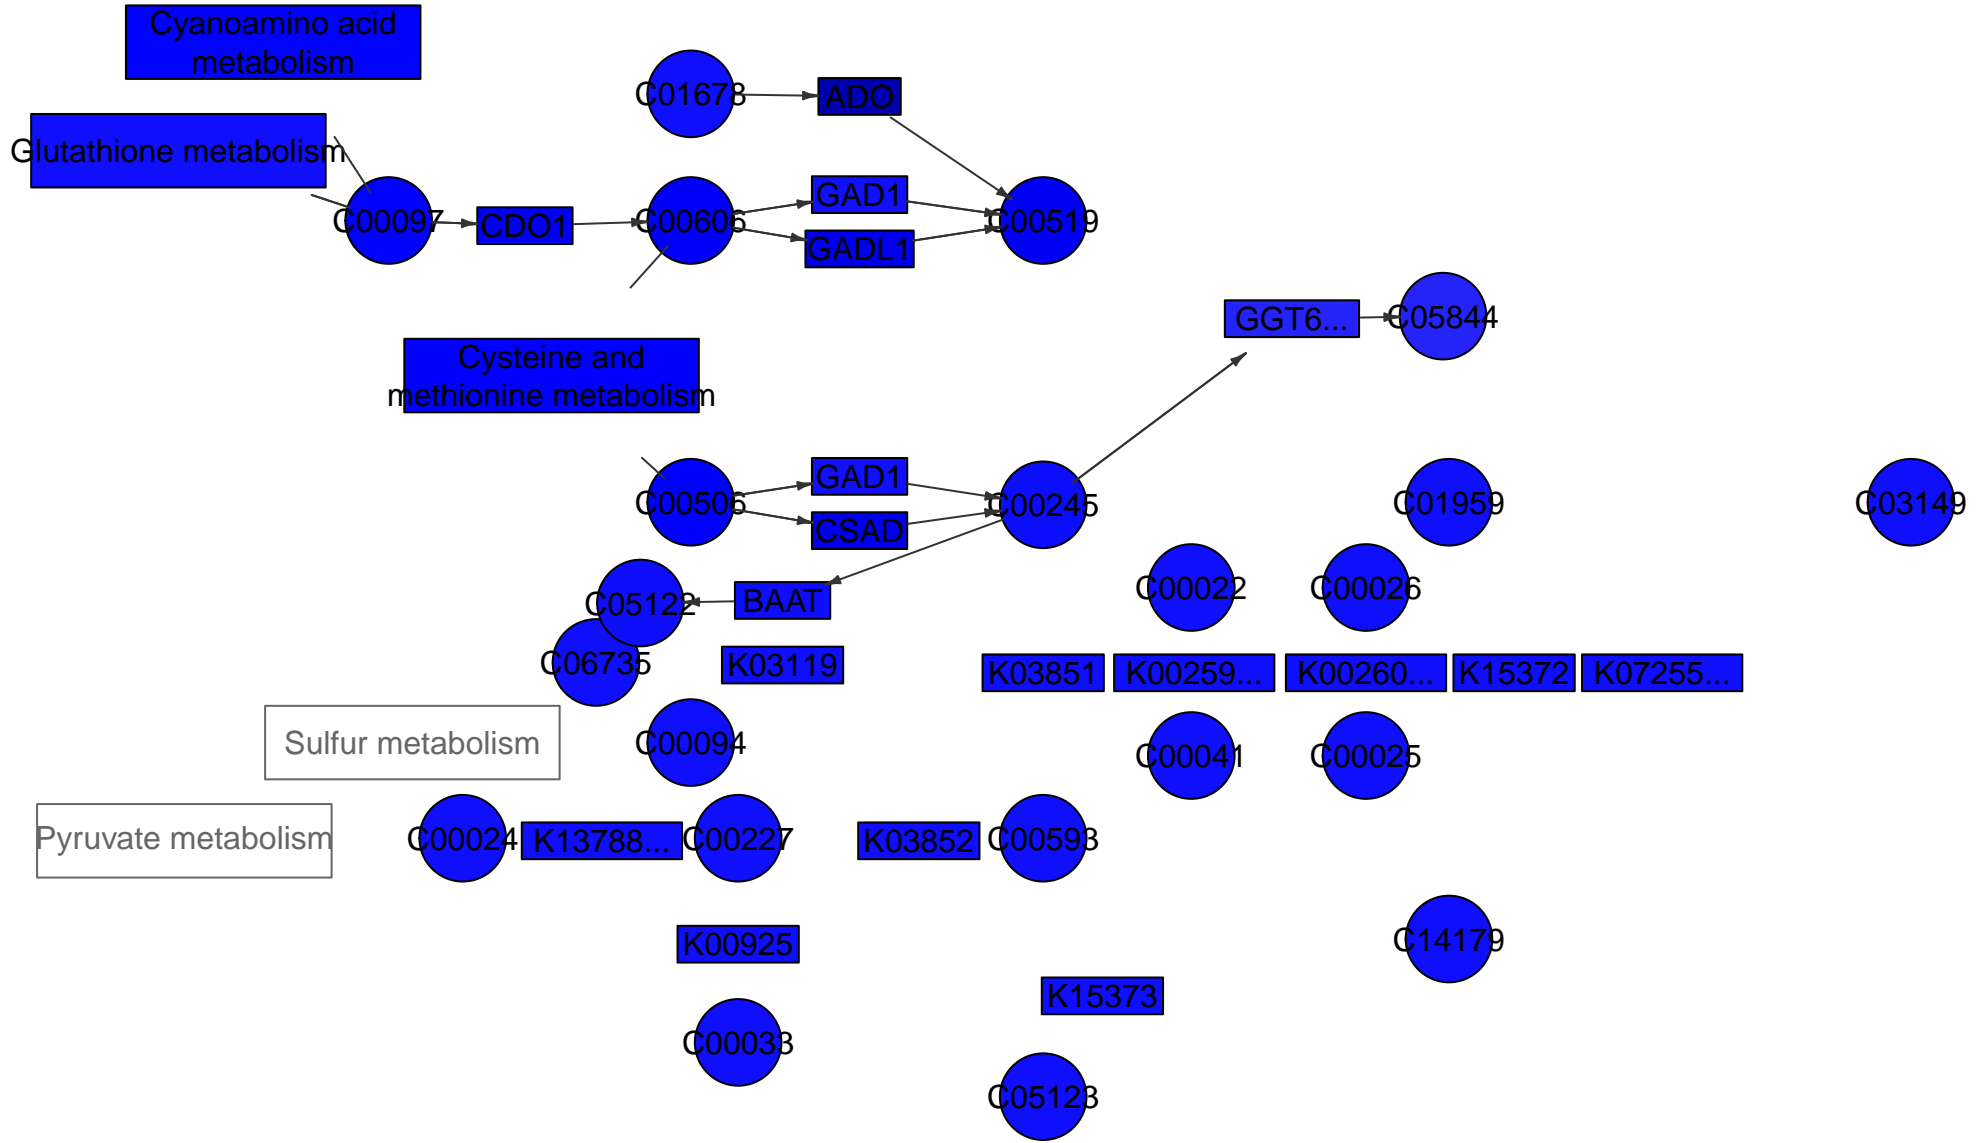 Cyanoamino acid
metabolism
C01678
ADO
Glutathione metabolism
C00097
CDO1
C00606
GAD1
GADL1
C00519
GGT6...
C05844
Cysteine and
methionine metabolism
C00506
GAD1
CSAD
C00245
C01959
C03149
C05122
BAAT
C00022
C00026
C06735
K03119
K03851
K00259...
K00260...
K15372
K07255...
Sulfur metabolism
C00094
C00041
C00025
Pyruvate metabolism
C00024
K13788...
C00227
K03852
C00593
K00925
C14179
K15373
C00033
C05123